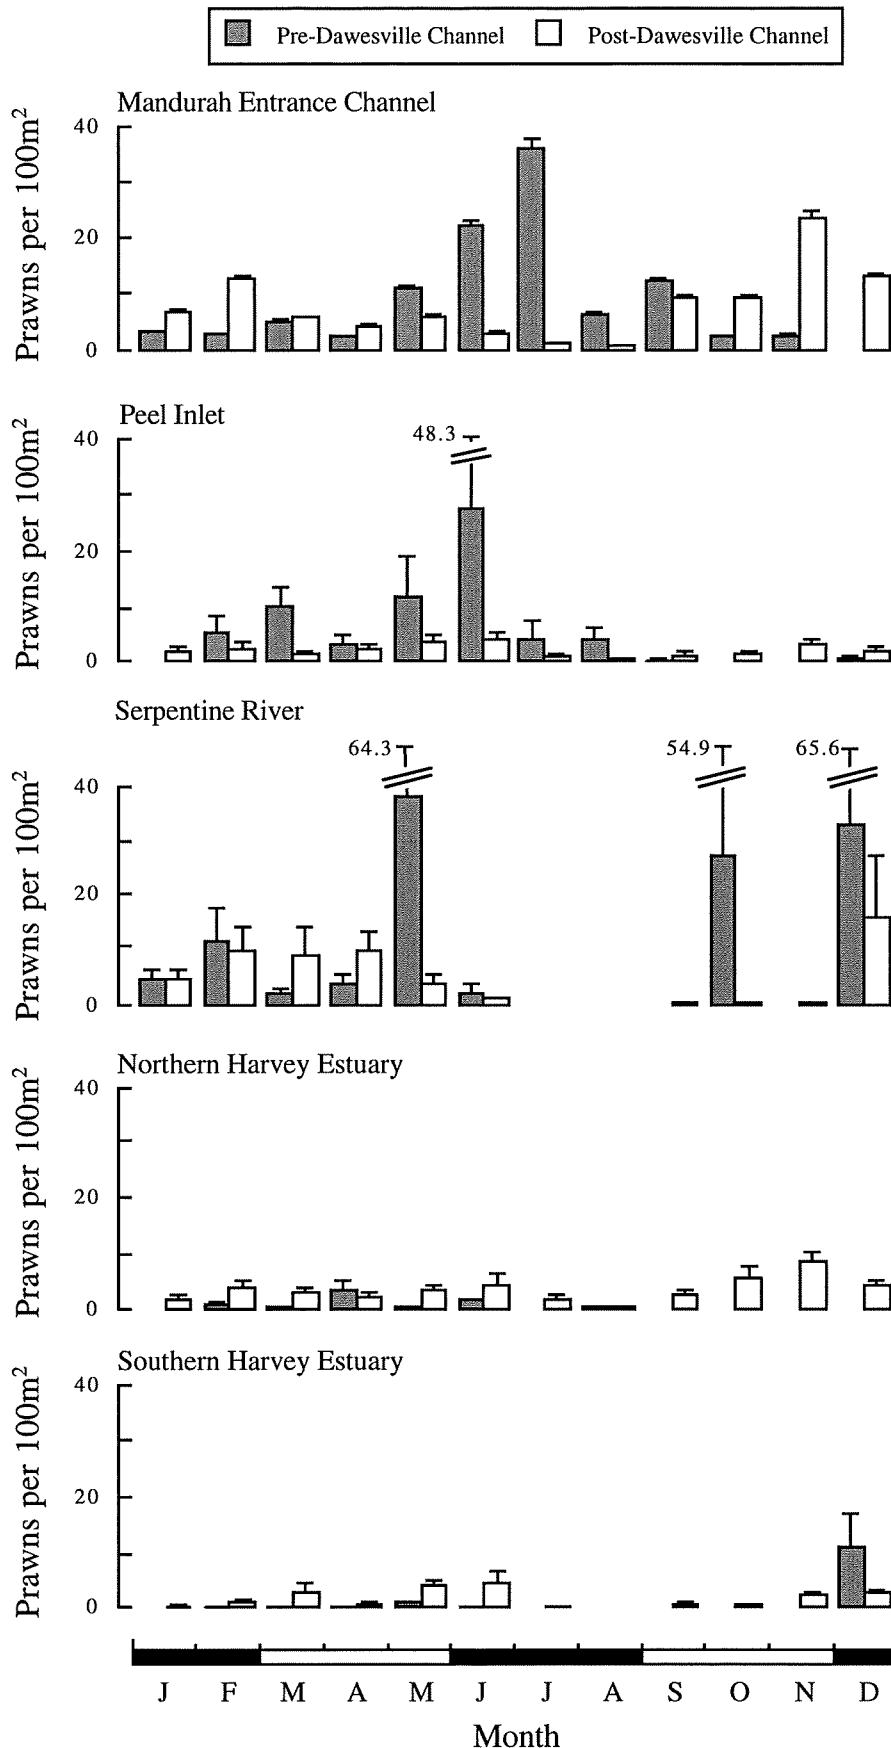 Pre-Dawesville Channel Post-Dawesville Channel
Mandurah Entrance Channel
Prawns per 100m²
40
20
0
Peel Inlet
Prawns per 100m²
40
20
0
48.3
Serpentine River
Prawns per 100m²
40
20
0
64.3 54.9 65.6
Northern Harvey Estuary
Prawns per 100m²
40
20
0
Southern Harvey Estuary
Prawns per 100m²
40
20
0
J F M A M J J A S O N D
Month